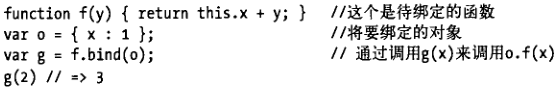 function f(y) { return this.x + y; } //这个是待绑定的函数
var o = { x : 1 }; //将要绑定的对象
var g = f.bind(o); // 通过调用g(x)来调用o.f(x)
g(2) // => 3